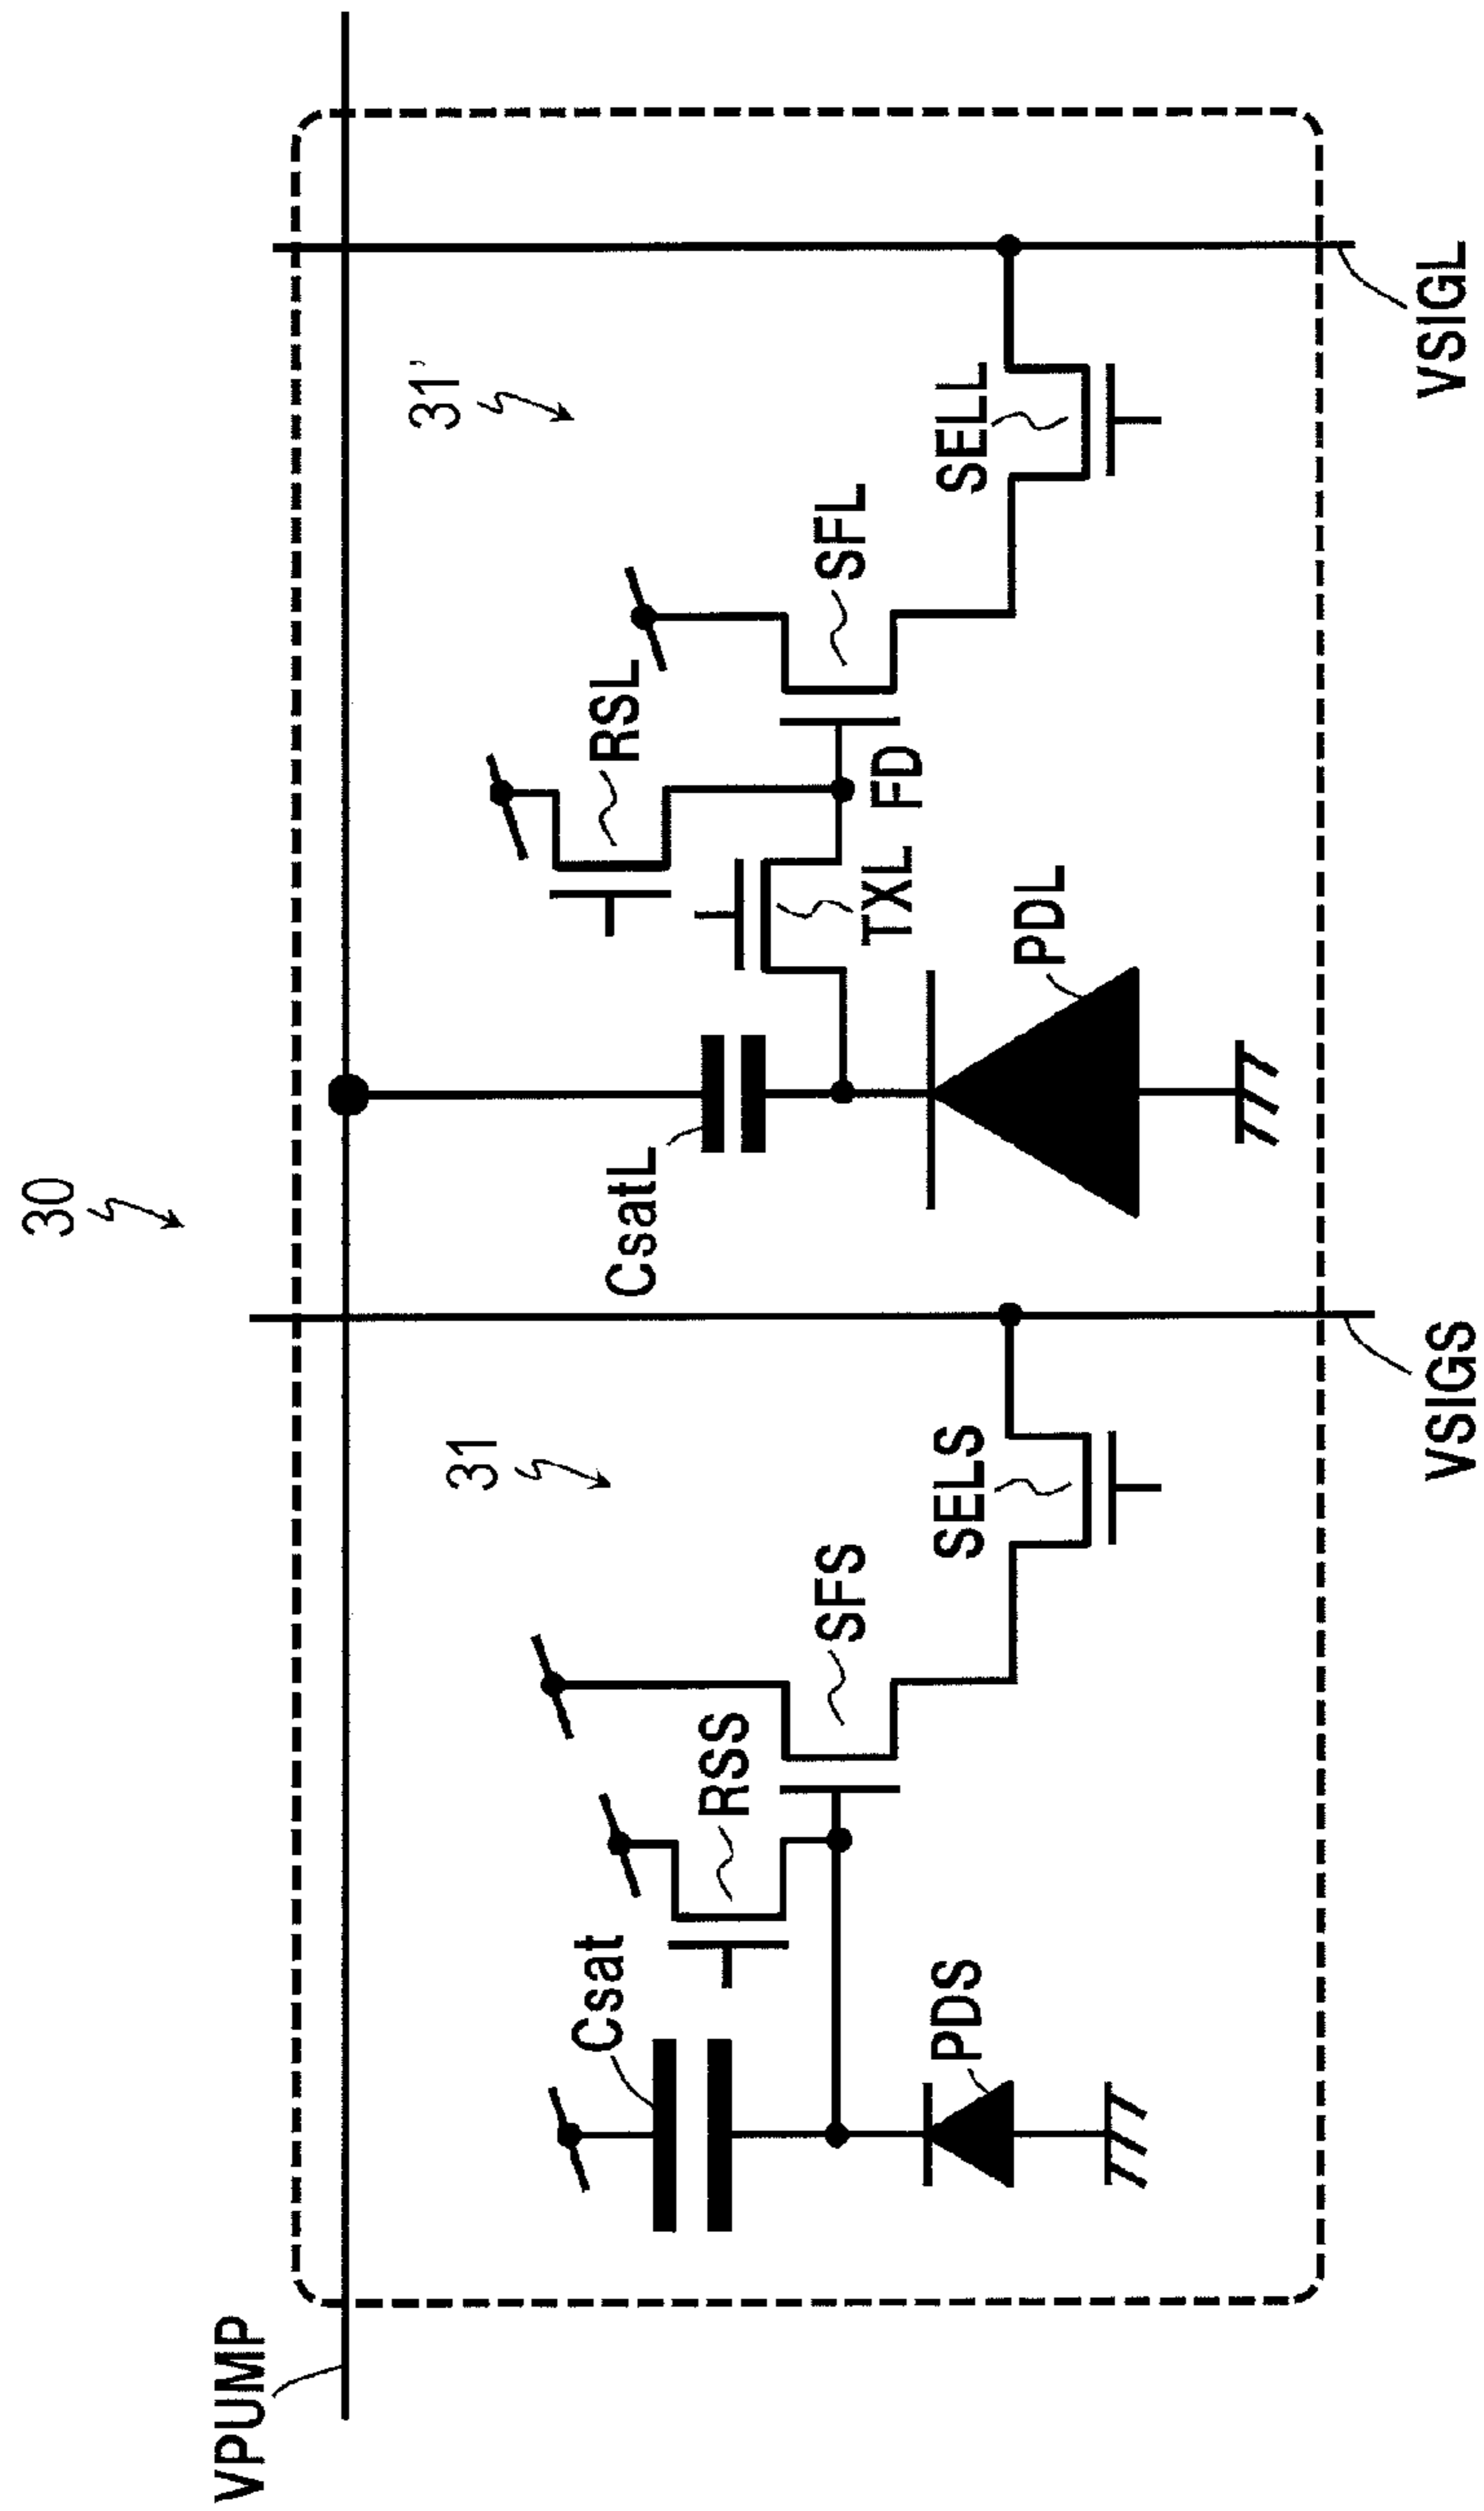 30
VPUMP
31
31'
Csat
RSS
SFS
SELS
PDS
VSIGS
CsatL
RSL
SFL
SELL
TXL
FD
PDL
VSIGL